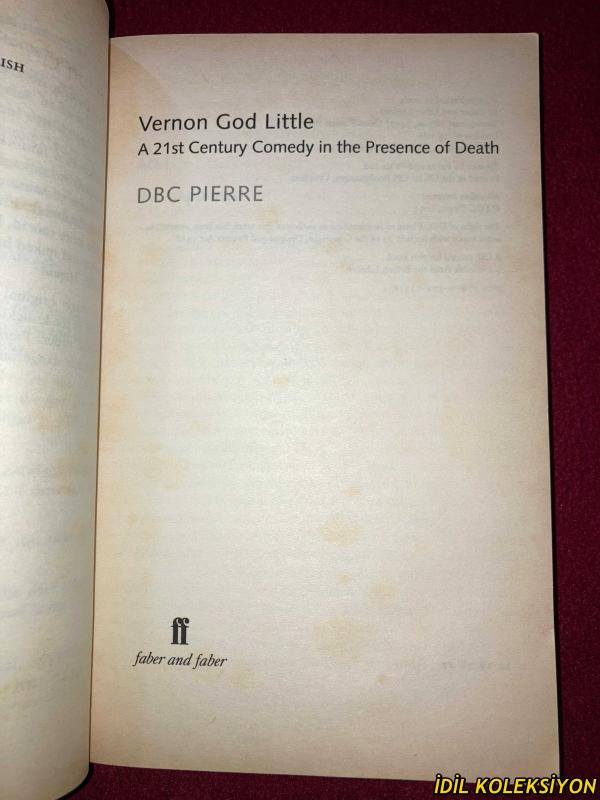 ISH
Vernon God Little
A 21st Century Comedy in the Presence of Death
DBC PIERRE
ff
faber and faber
İDİL KOLEKSİYON